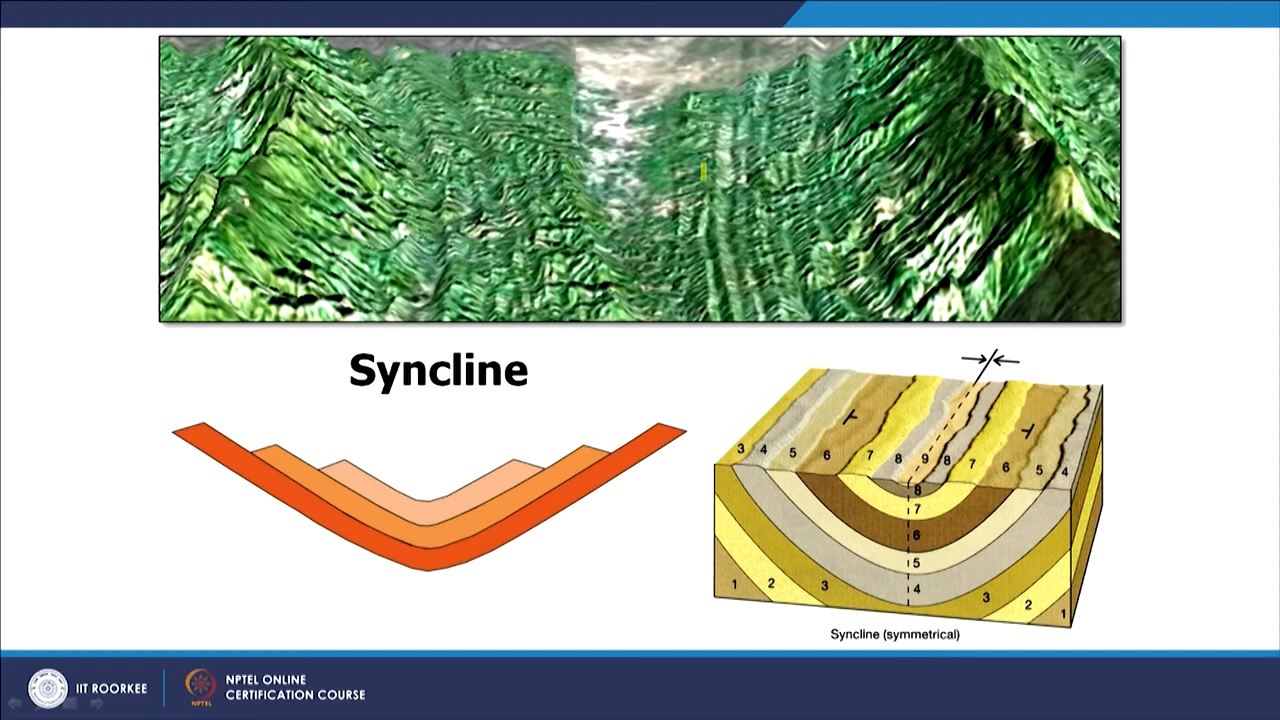 Syncline
3 4 5 6 7 8 9 8 7 6 5 4
8
7
6
5
4
1 2 3 3 2 1
Syncline (symmetrical)
IIT ROORKEE
NPTEL
NPTEL ONLINE
CERTIFICATION COURSE